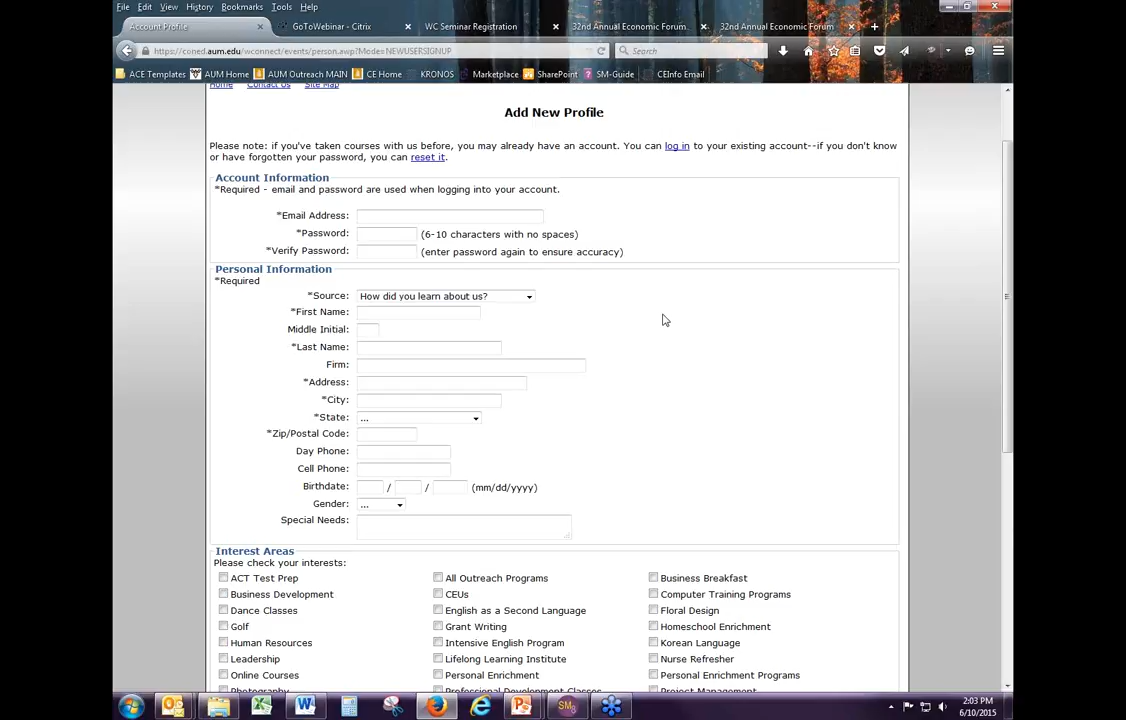 File Edit View History Bookmarks Tools Help
Account Profile × GoToWebinar - Citrix × WC Seminar Registration × 32nd Annual Economic Forum... × 32nd Annual Economic Forum × +
https://coned.aum.edu/wconnect/events/person.awp?Mode=NEWUSERSIGNUP Search
ACE Templates AUM Home AUM Outreach MAIN CE Home KRONOS Marketplace SharePoint SM-Guide CEInfo Email
Home Contact Us Site Map
Add New Profile
Please note: if you've taken courses with us before, you may already have an account. You can log in to your existing account--if you don't know
or have forgotten your password, you can reset it.
Account Information
*Required - email and password are used when logging into your account.
*Email Address:
*Password: (6-10 characters with no spaces)
*Verify Password: (enter password again to ensure accuracy)
Personal Information
*Required
*Source: How did you learn about us?
*First Name:
Middle Initial:
*Last Name:
Firm:
*Address:
*City:
*State: ...
*Zip/Postal Code:
Day Phone:
Cell Phone:
Birthdate: / / (mm/dd/yyyy)
Gender: ...
Special Needs:
Interest Areas
Please check your interests:
ACT Test Prep All Outreach Programs Business Breakfast
Business Development CEUs Computer Training Programs
Dance Classes English as a Second Language Floral Design
Golf Grant Writing Homeschool Enrichment
Human Resources Intensive English Program Korean Language
Leadership Lifelong Learning Institute Nurse Refresher
Online Courses Personal Enrichment Personal Enrichment Programs
Photography Professional Development Classes Project Management
2:03 PM
6/10/2015